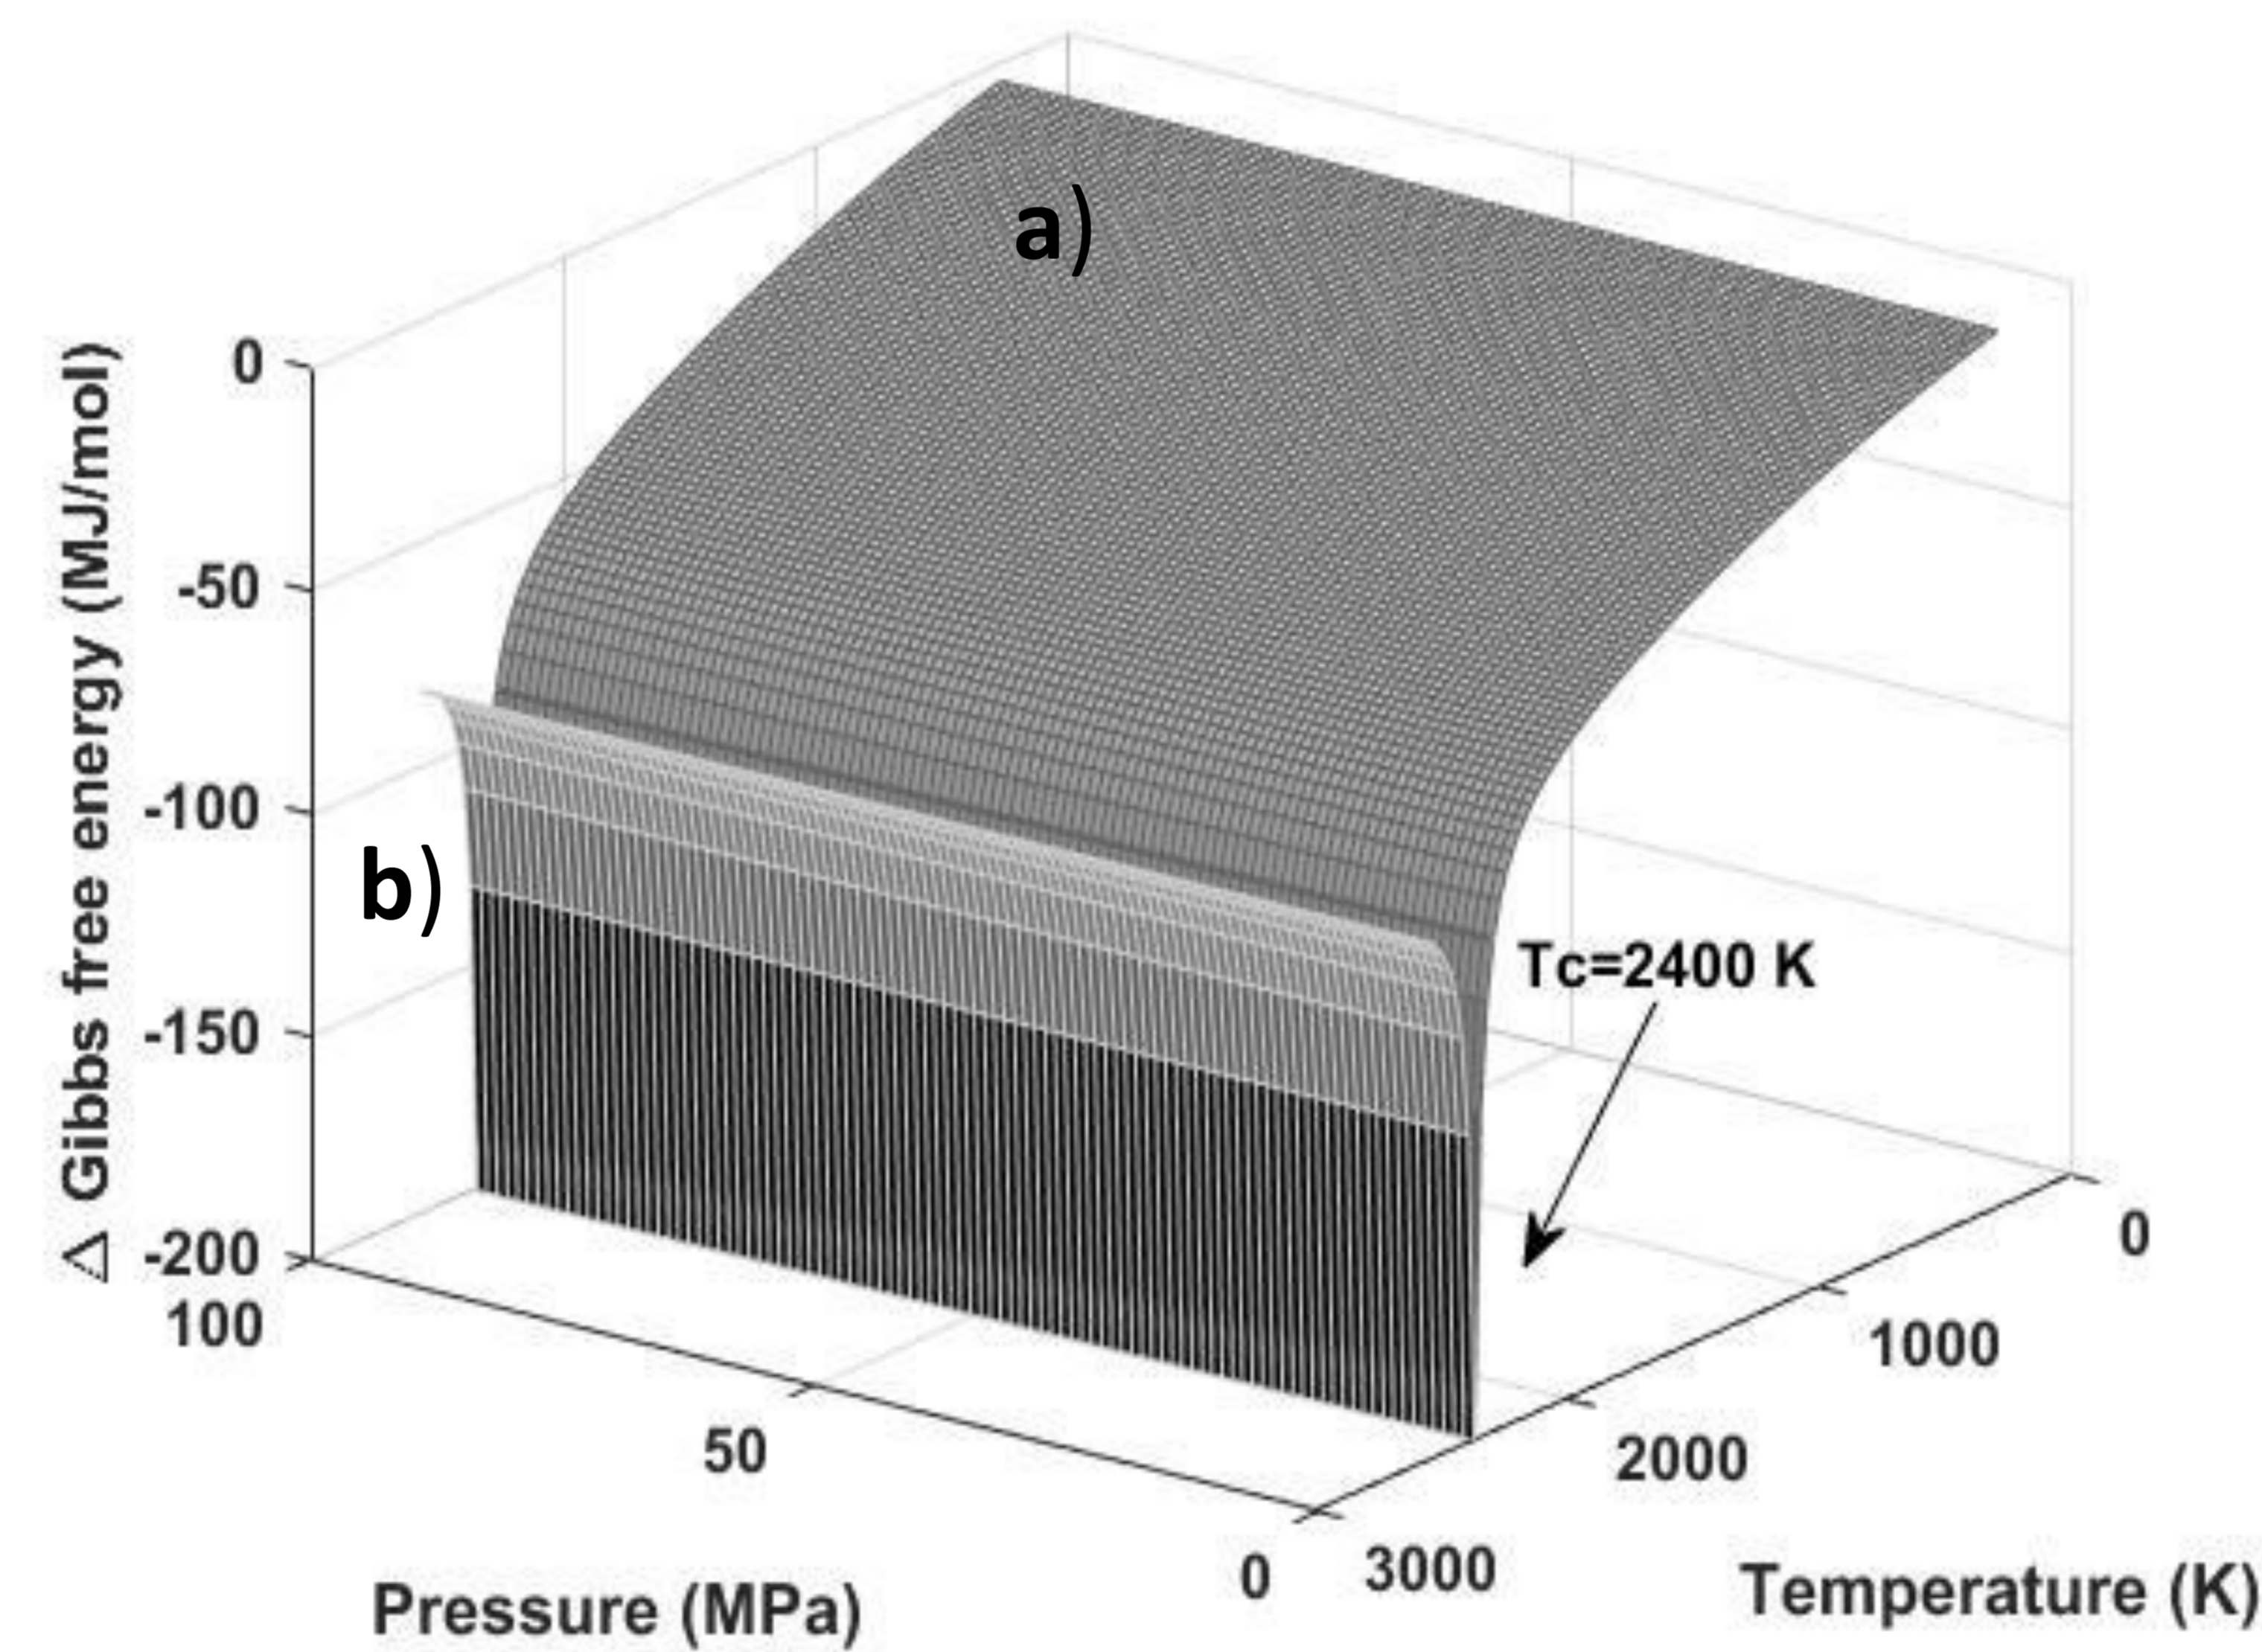 a)
0
-50
-100
-150
-200
△ Gibbs free energy (MJ/mol)
b)
Tc=2400 K
100
50
0
Pressure (MPa)
0
1000
2000
3000
Temperature (K)